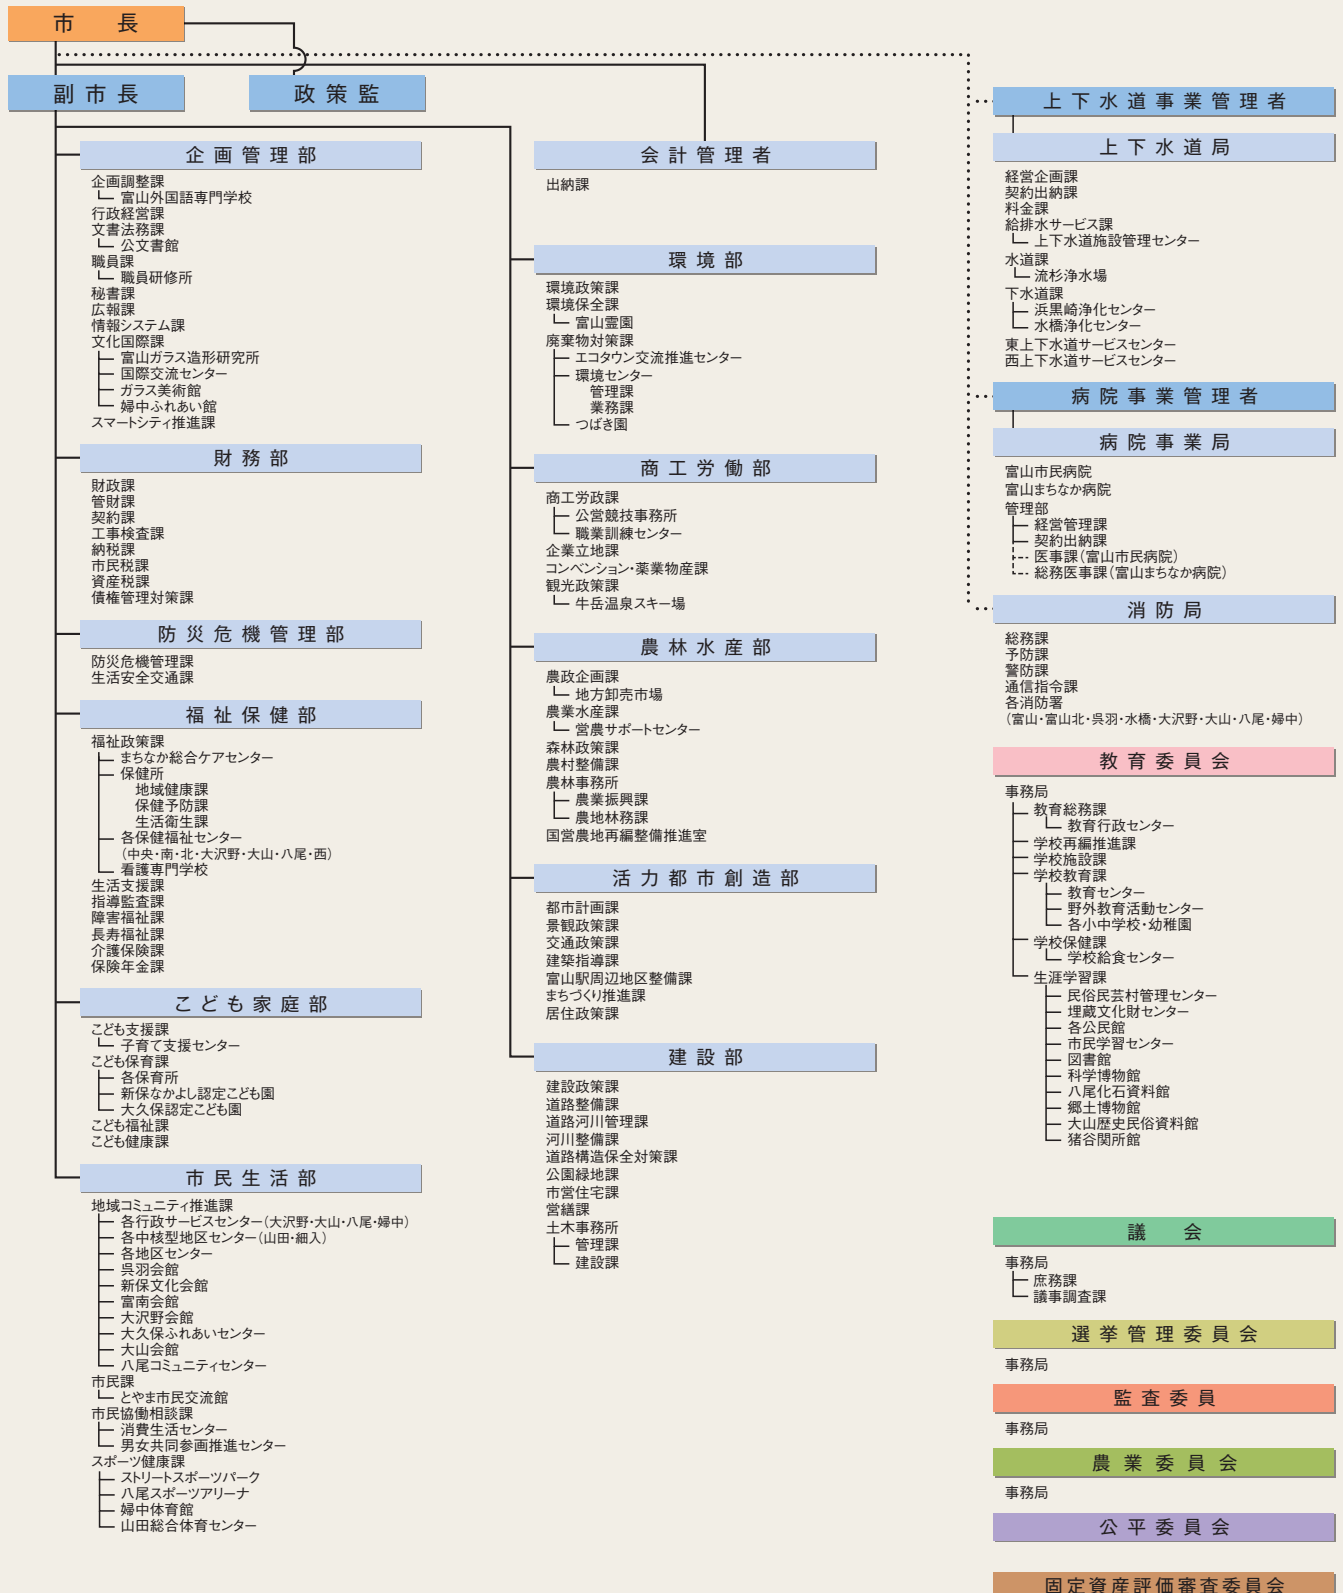 市長
副市長
政策監
企画管理部
企画調整課
富山外国語専門学校
行政経営課
文書法務課
公文書館
職員課
職員研修所
秘書課
広報課
情報システム課
文化国際課
富山ガラス造形研究所
国際交流センター
ガラス美術館
婦中ふれあい館
スマートシティ推進課
財務部
財政課
管財課
契約課
工事検査課
納税課
市民税課
資産税課
債権管理対策課
防災危機管理部
防災危機管理課
生活安全交通課
福祉保健部
福祉政策課
まちなか総合ケアセンター
保健所
地域健康課
保健予防課
生活衛生課
各保健福祉センター
（中央・南・北・大沢野・大山・八尾・西）
看護専門学校
生活支援課
指導監査課
障害福祉課
長寿福祉課
介護保険課
保険年金課
こども家庭部
こども支援課
子育て支援センター
こども保育課
各保育所
新保なかよし認定こども園
大久保認定こども園
こども福祉課
こども健康課
市民生活部
地域コミュニティ推進課
各行政サービスセンター（大沢野・大山・八尾・婦中）
各中核型地区センター（山田・細入）
各地区センター
呉羽会館
新保文化会館
富南会館
大沢野会館
大久保ふれあいセンター
大山会館
八尾コミュニティセンター
市民課
とやま市民交流館
市民協働相談課
消費生活センター
男女共同参画推進センター
スポーツ健康課
ストリートスポーツパーク
八尾スポーツアリーナ
婦中体育館
山田総合体育センター
会計管理者
出納課
環境部
環境政策課
環境保全課
富山霊園
廃棄物対策課
エコタウン交流推進センター
環境センター
管理課
業務課
つばき園
商工労働部
商工労政課
公営競技事務所
職業訓練センター
企業立地課
コンベンション・薬業物産課
観光政策課
牛岳温泉スキー場
農林水産部
農政企画課
地方卸売市場
農業水産課
営農サポートセンター
森林政策課
農村整備課
農林事務所
農業振興課
農地林務課
国営農地再編整備推進室
活力都市創造部
都市計画課
景観政策課
交通政策課
建築指導課
富山駅周辺地区整備課
まちづくり推進課
居住政策課
建設部
建設政策課
道路整備課
道路河川管理課
河川整備課
道路構造保全対策課
公園緑地課
市営住宅課
営繕課
土木事務所
管理課
建設課
上下水道事業管理者
上下水道局
経営企画課
契約出納課
料金課
給排水サービス課
上下水道施設管理センター
水道課
流杉浄水場
下水道課
浜黒崎浄化センター
水橋浄化センター
東上下水道サービスセンター
西上下水道サービスセンター
病院事業管理者
病院事業局
富山市民病院
富山まちなか病院
管理部
経営管理課
契約出納課
医事課（富山市民病院）
総務医事課（富山まちなか病院）
消防局
総務課
予防課
警防課
通信指令課
各消防署
（富山・富山北・呉羽・水橋・大沢野・大山・八尾・婦中）
教育委員会
事務局
教育総務課
教育行政センター
学校再編推進課
学校施設課
学校教育課
教育センター
野外教育活動センター
各小中学校・幼稚園
学校保健課
学校給食センター
生涯学習課
民俗民芸村管理センター
埋蔵文化財センター
各公民館
市民学習センター
図書館
科学博物館
八尾化石資料館
郷土博物館
大山歴史民俗資料館
猪谷関所館
議会
事務局
庶務課
議事調査課
選挙管理委員会
事務局
監査委員
事務局
農業委員会
事務局
公平委員会
固定資産評価審査委員会